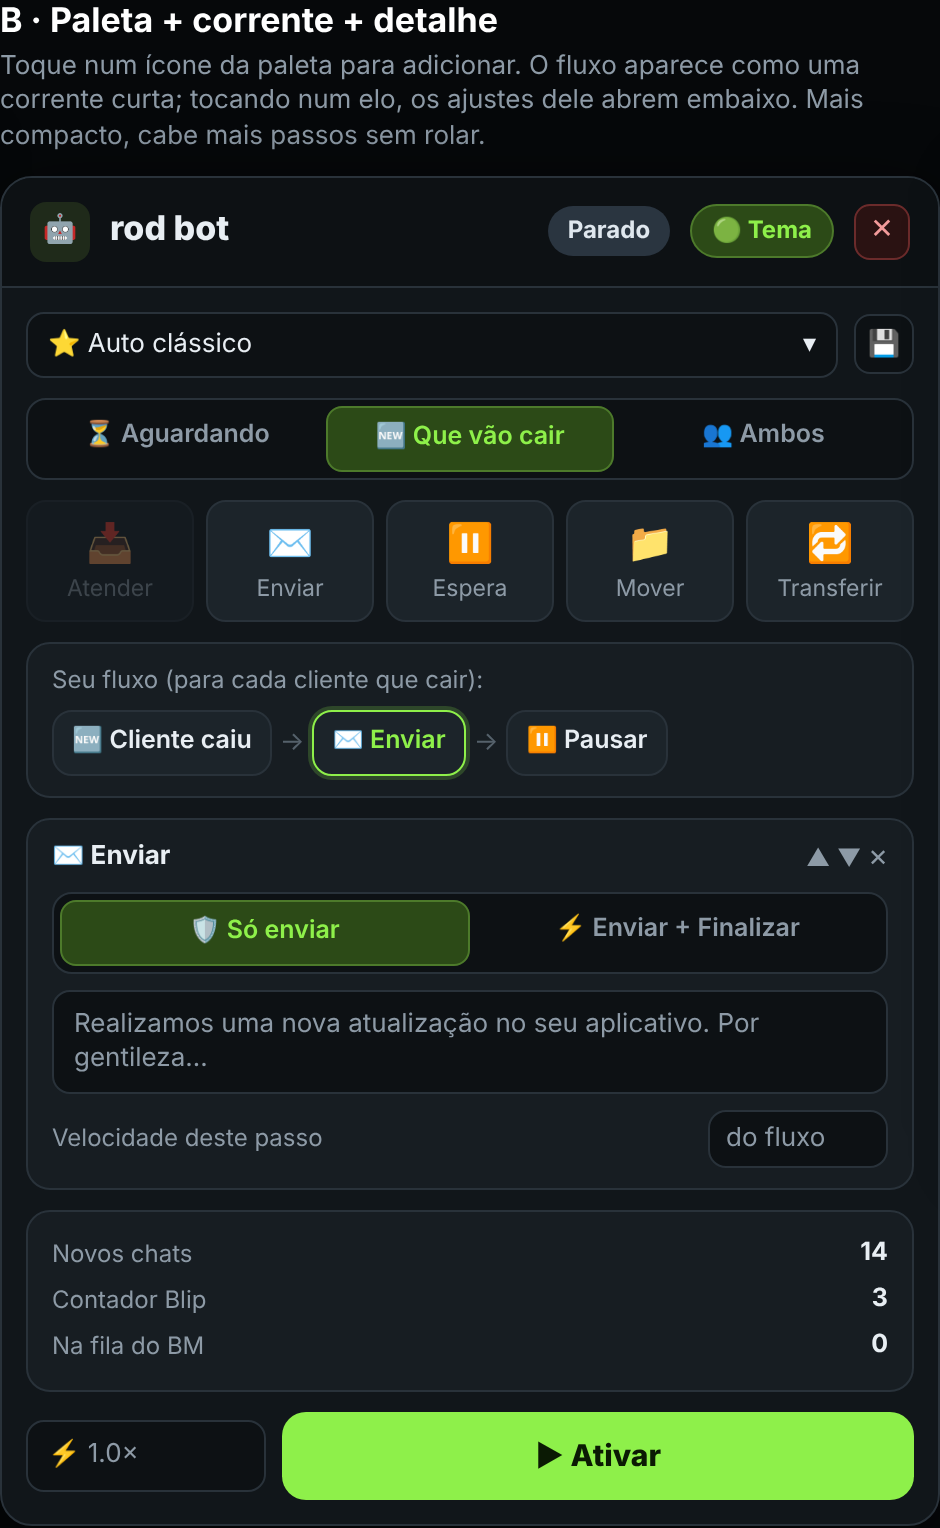 B · Paleta + corrente + detalhe
Toque num ícone da paleta para adicionar. O fluxo aparece como uma
corrente curta; tocando num elo, os ajustes dele abrem embaixo. Mais
compacto, cabe mais passos sem rolar.
🤖 rod bot Parado 🟢 Tema ✕
⭐ Auto clássico ▼ 💾
⏳ Aguardando 🆕 Que vão cair 👥 Ambos
📥 ✉️ ⏸️ 📁 🔁
Atender Enviar Espera Mover Transferir
Seu fluxo (para cada cliente que cair):
🆕 Cliente caiu → ✉️ Enviar → ⏸️ Pausar
✉️ Enviar ▲ ▼ ✕
🛡️ Só enviar ⚡ Enviar + Finalizar
Realizamos uma nova atualização no seu aplicativo. Por
gentileza...
Velocidade deste passo do fluxo
Novos chats 14
Contador Blip 3
Na fila do BM 0
⚡ 1.0× ▶ Ativar